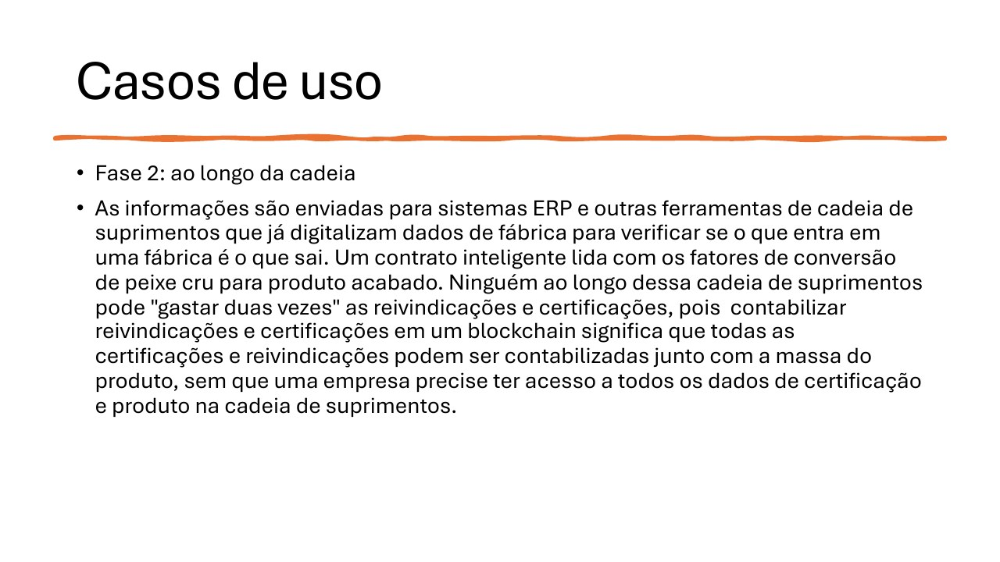 Casos de uso
• Fase 2: ao longo da cadeia
• As informações são enviadas para sistemas ERP e outras ferramentas de cadeia de
suprimentos que já digitalizam dados de fábrica para verificar se o que entra em
uma fábrica é o que sai. Um contrato inteligente lida com os fatores de conversão
de peixe cru para produto acabado. Ninguém ao longo dessa cadeia de suprimentos
pode "gastar duas vezes" as reivindicações e certificações, pois  contabilizar
reivindicações e certificações em um blockchain significa que todas as
certificações e reivindicações podem ser contabilizadas junto com a massa do
produto, sem que uma empresa precise ter acesso a todos os dados de certificação
e produto na cadeia de suprimentos.